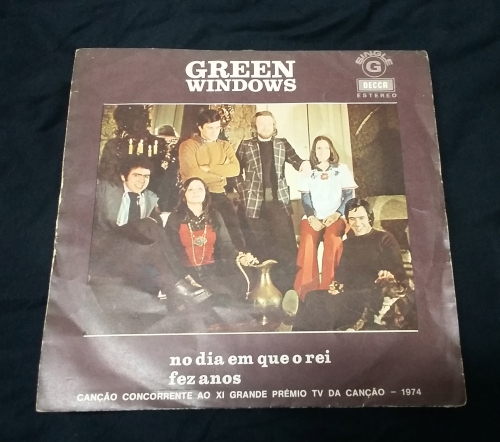 GREEN
WINDOWS
SINGLE
G
DECCA
ESTEREO
no dia em que o rei
fez anos
CANÇÃO CONCORRENTE AO XI GRANDE PRÉMIO TV DA CANÇÃO – 1974